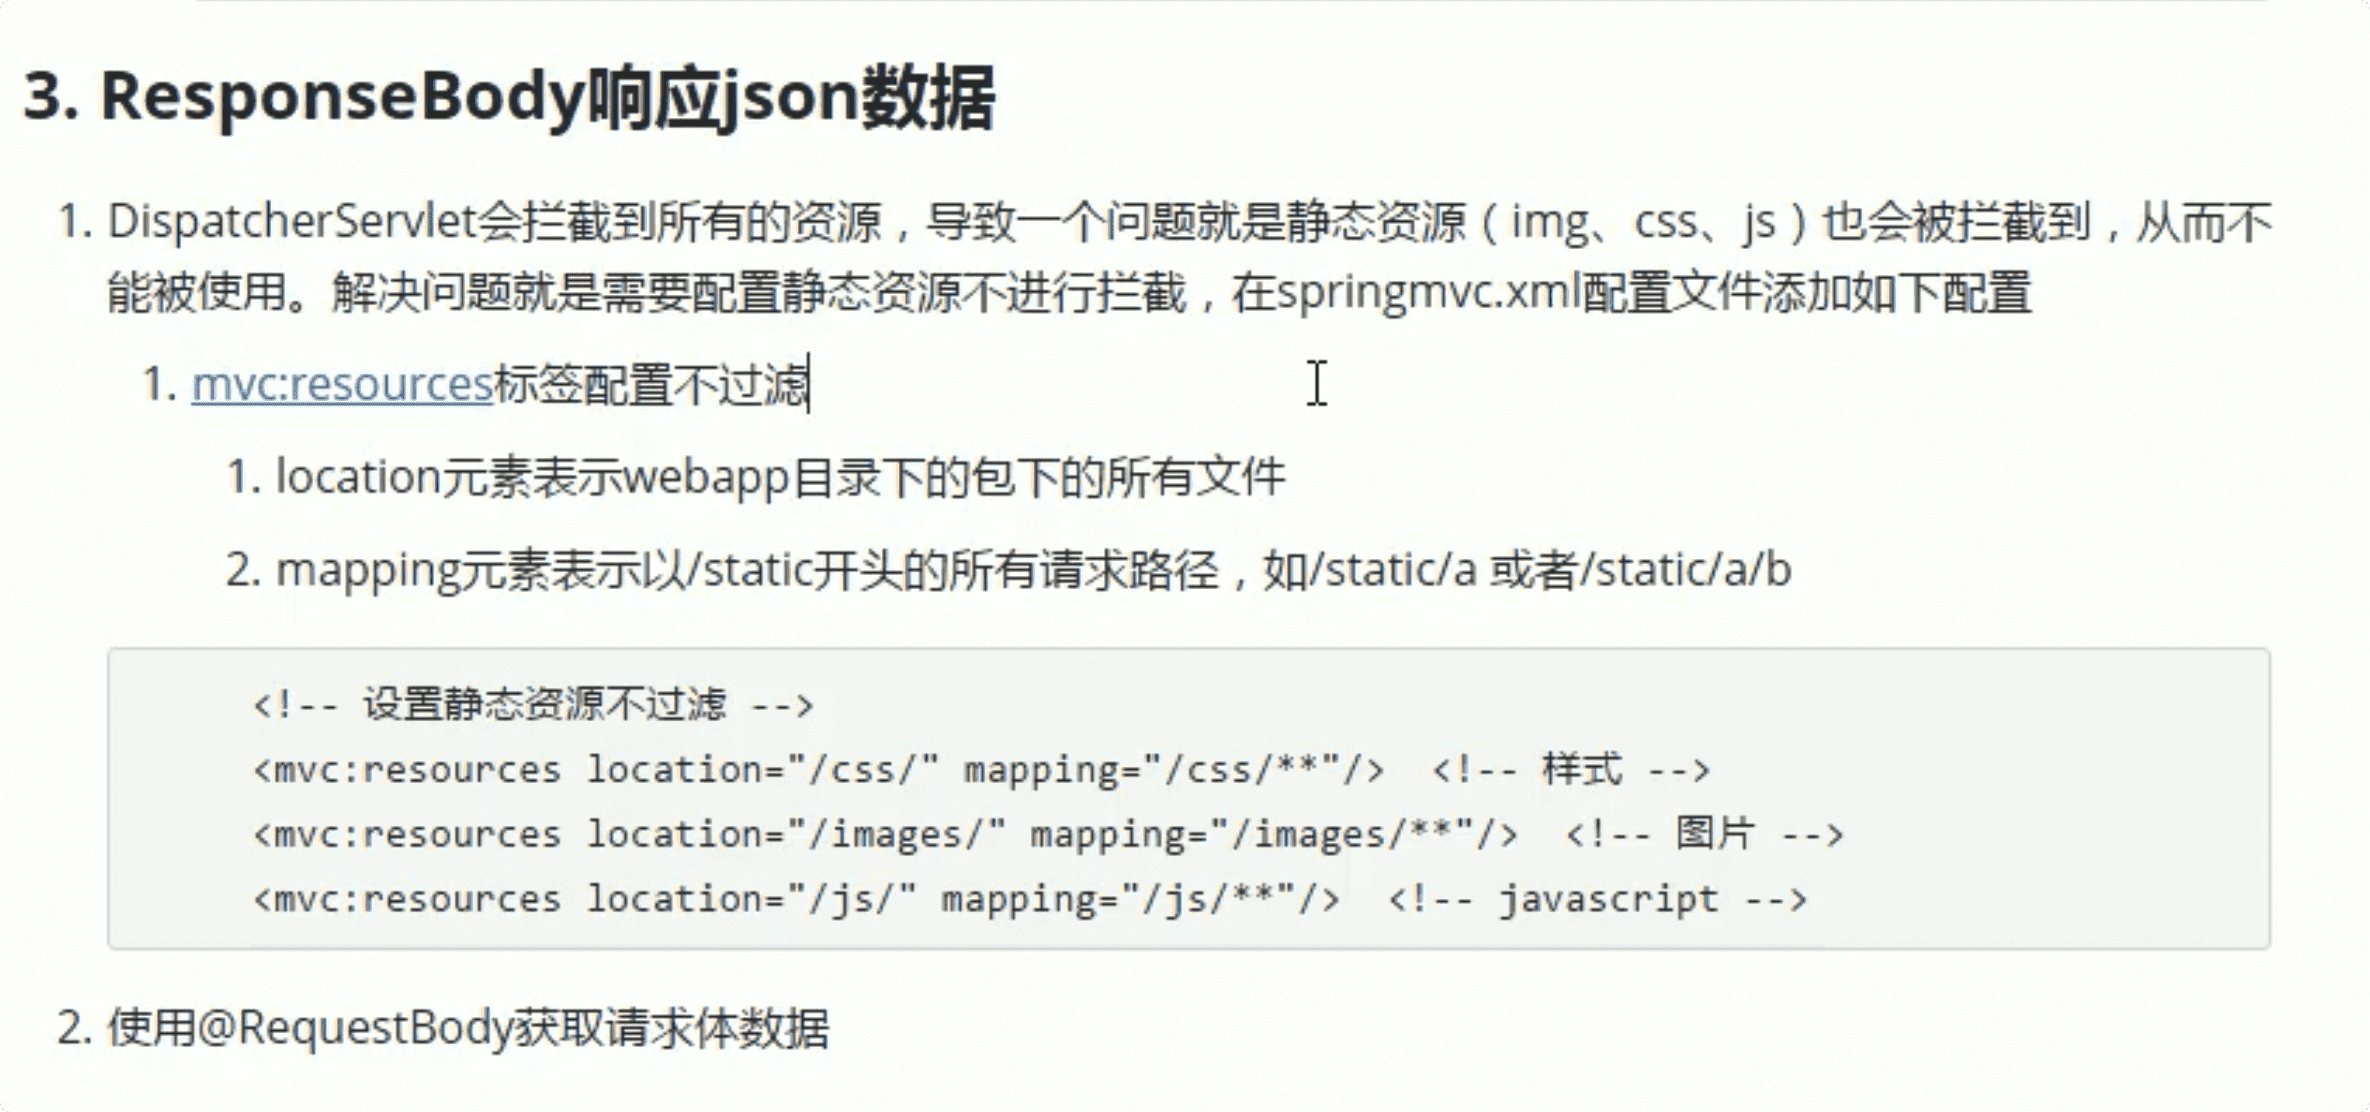 3. ResponseBody响应json数据
1. DispatcherServlet会拦截到所有的资源，导致一个问题就是静态资源（img、css、js）也会被拦截到，从而不
能被使用。解决问题就是需要配置静态资源不进行拦截，在springmvc.xml配置文件添加如下配置
1. mvc:resources标签配置不过滤
1. location元素表示webapp目录下的包下的所有文件
2. mapping元素表示以/static开头的所有请求路径，如/static/a 或者/static/a/b
<!-- 设置静态资源不过滤 -->
<mvc:resources location="/css/" mapping="/css/**"/>  <!-- 样式 -->
<mvc:resources location="/images/" mapping="/images/**"/>  <!-- 图片 -->
<mvc:resources location="/js/" mapping="/js/**"/>  <!-- javascript -->
2. 使用@RequestBody获取请求体数据